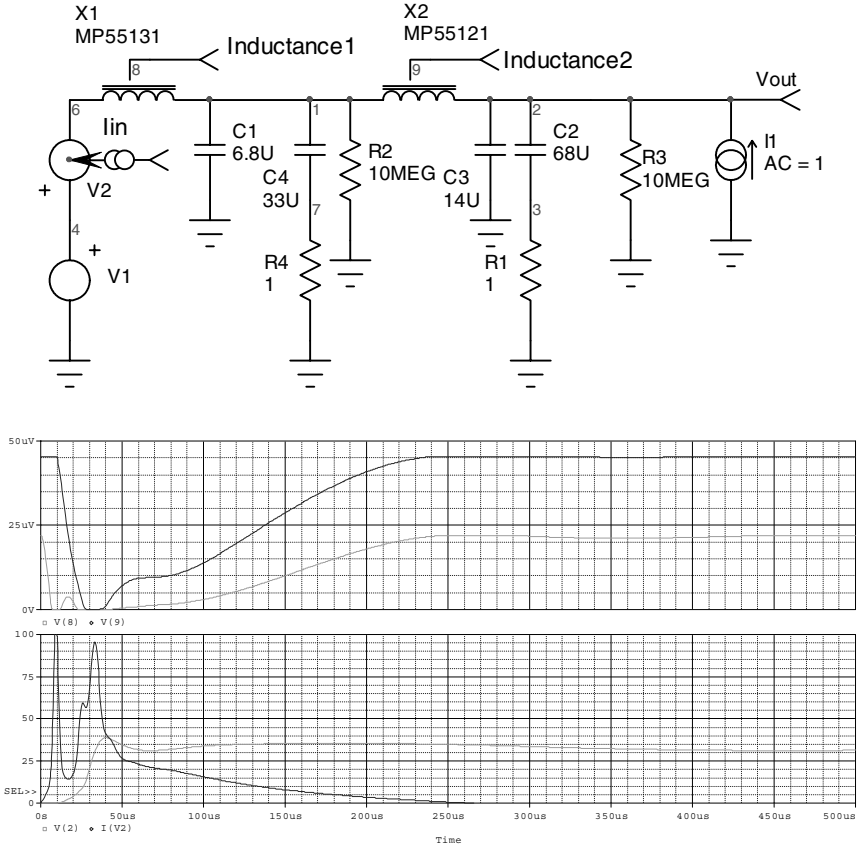 X1
MP55131
Inductance1
8
X2
MP55121
Inductance2
9
Vout
6
Iin
V2
+
4
+
V1
1
C1
6.8U
C4
33U
R2
10MEG
7
R4
1
2
C2
68U
C3
14U
3
R1
1
R3
10MEG
I1
AC = 1
50uV
25uV
0V
V(8) V(9)
100
75
50
25
SEL>>
0
0s 50us 100us 150us 200us 250us 300us 350us 400us 450us 500us
V(2) I(V2)
Time